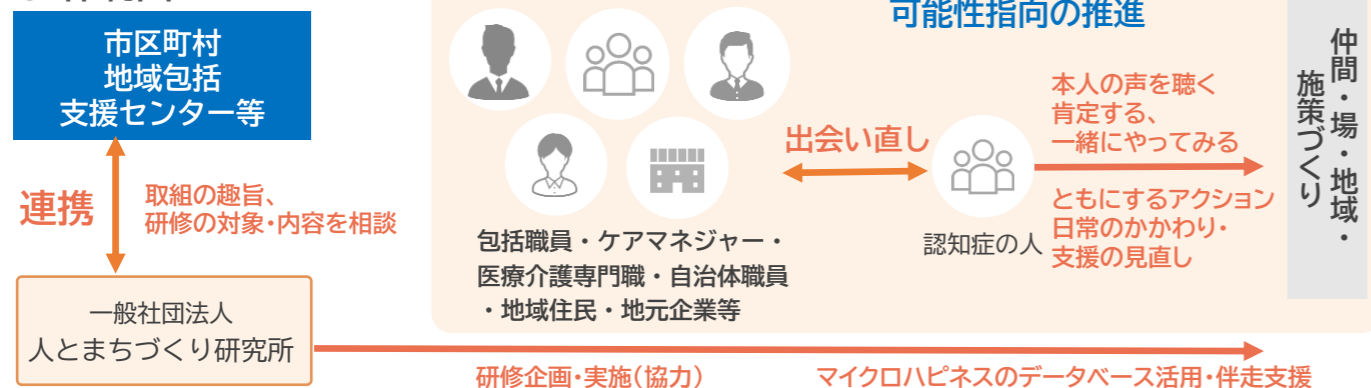 市区町村
地域包括
支援センター等
連携
取組の趣旨、
研修の対象・内容を相談
一般社団法人
人とまちづくり研究所
可能性指向の推進
出会い直し
包括職員・ケアマネジャー・
医療介護専門職・自治体職員
・地域住民・地元企業等
認知症の人
本人の声を聴く
肯定する、
一緒にやってみる
ともにするアクション
日常のかかわり・
支援の見直し
仲間・場・地域・
施策づくり
研修企画・実施(協力)
マイクロハピネスのデータベース活用・伴走支援